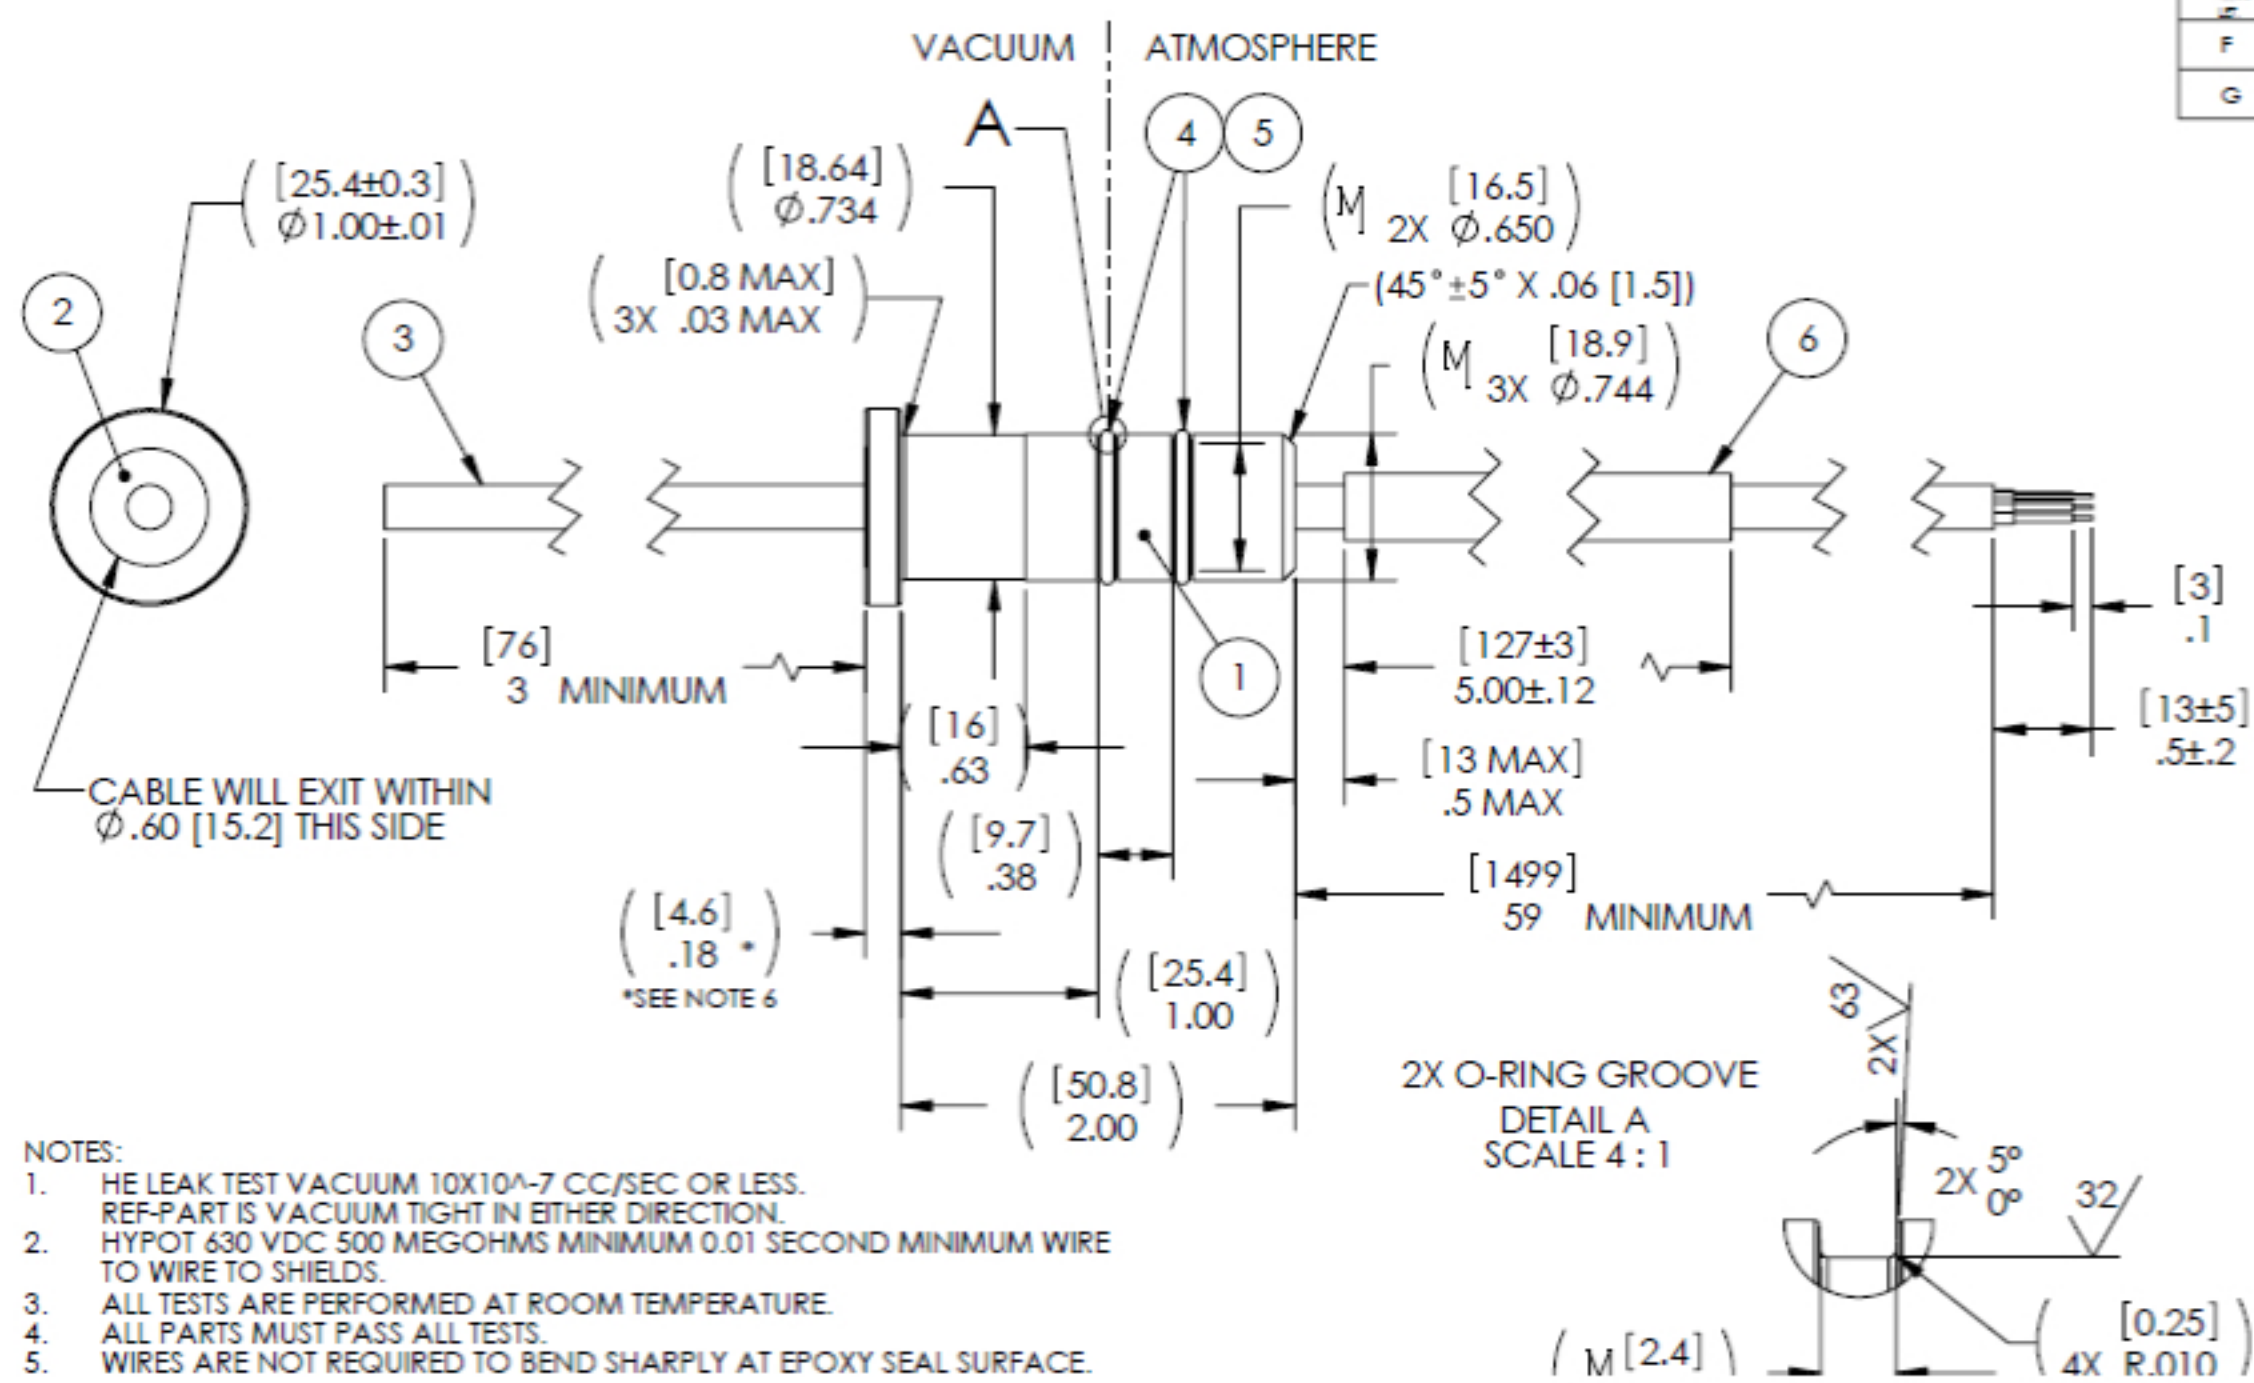 F
G
VACUUM
ATMOSPHERE
A
4
5
[25.4±0.3]
Ø1.00±.01
[18.64]
Ø.734
M [16.5]
2X Ø.650
[0.8 MAX]
3X .03 MAX
(45°±5° X .06 [1.5])
M [18.9]
3X Ø.744
2
3
6
[76]
3 MINIMUM
1
[127±3]
5.00±.12
[3]
.1
[13±5]
.5±.2
[16]
.63
[13 MAX]
.5 MAX
CABLE WILL EXIT WITHIN
Ø.60 [15.2] THIS SIDE
[9.7]
.38
[1499]
59 MINIMUM
[4.6]
.18 *
*SEE NOTE 6
[25.4]
1.00
[50.8]
2.00
63
2X
2X O-RING GROOVE
DETAIL A
SCALE 4 : 1
2X 5°
0°
32
[0.25]
4X R.010
M [2.4]
NOTES:
1. HE LEAK TEST VACUUM 10X10^-7 CC/SEC OR LESS.
REF-PART IS VACUUM TIGHT IN EITHER DIRECTION.
2. HYPOT 630 VDC 500 MEGOHMS MINIMUM 0.01 SECOND MINIMUM WIRE
TO WIRE TO SHIELDS.
3. ALL TESTS ARE PERFORMED AT ROOM TEMPERATURE.
4. ALL PARTS MUST PASS ALL TESTS.
5. WIRES ARE NOT REQUIRED TO BEND SHARPLY AT EPOXY SEAL SURFACE.